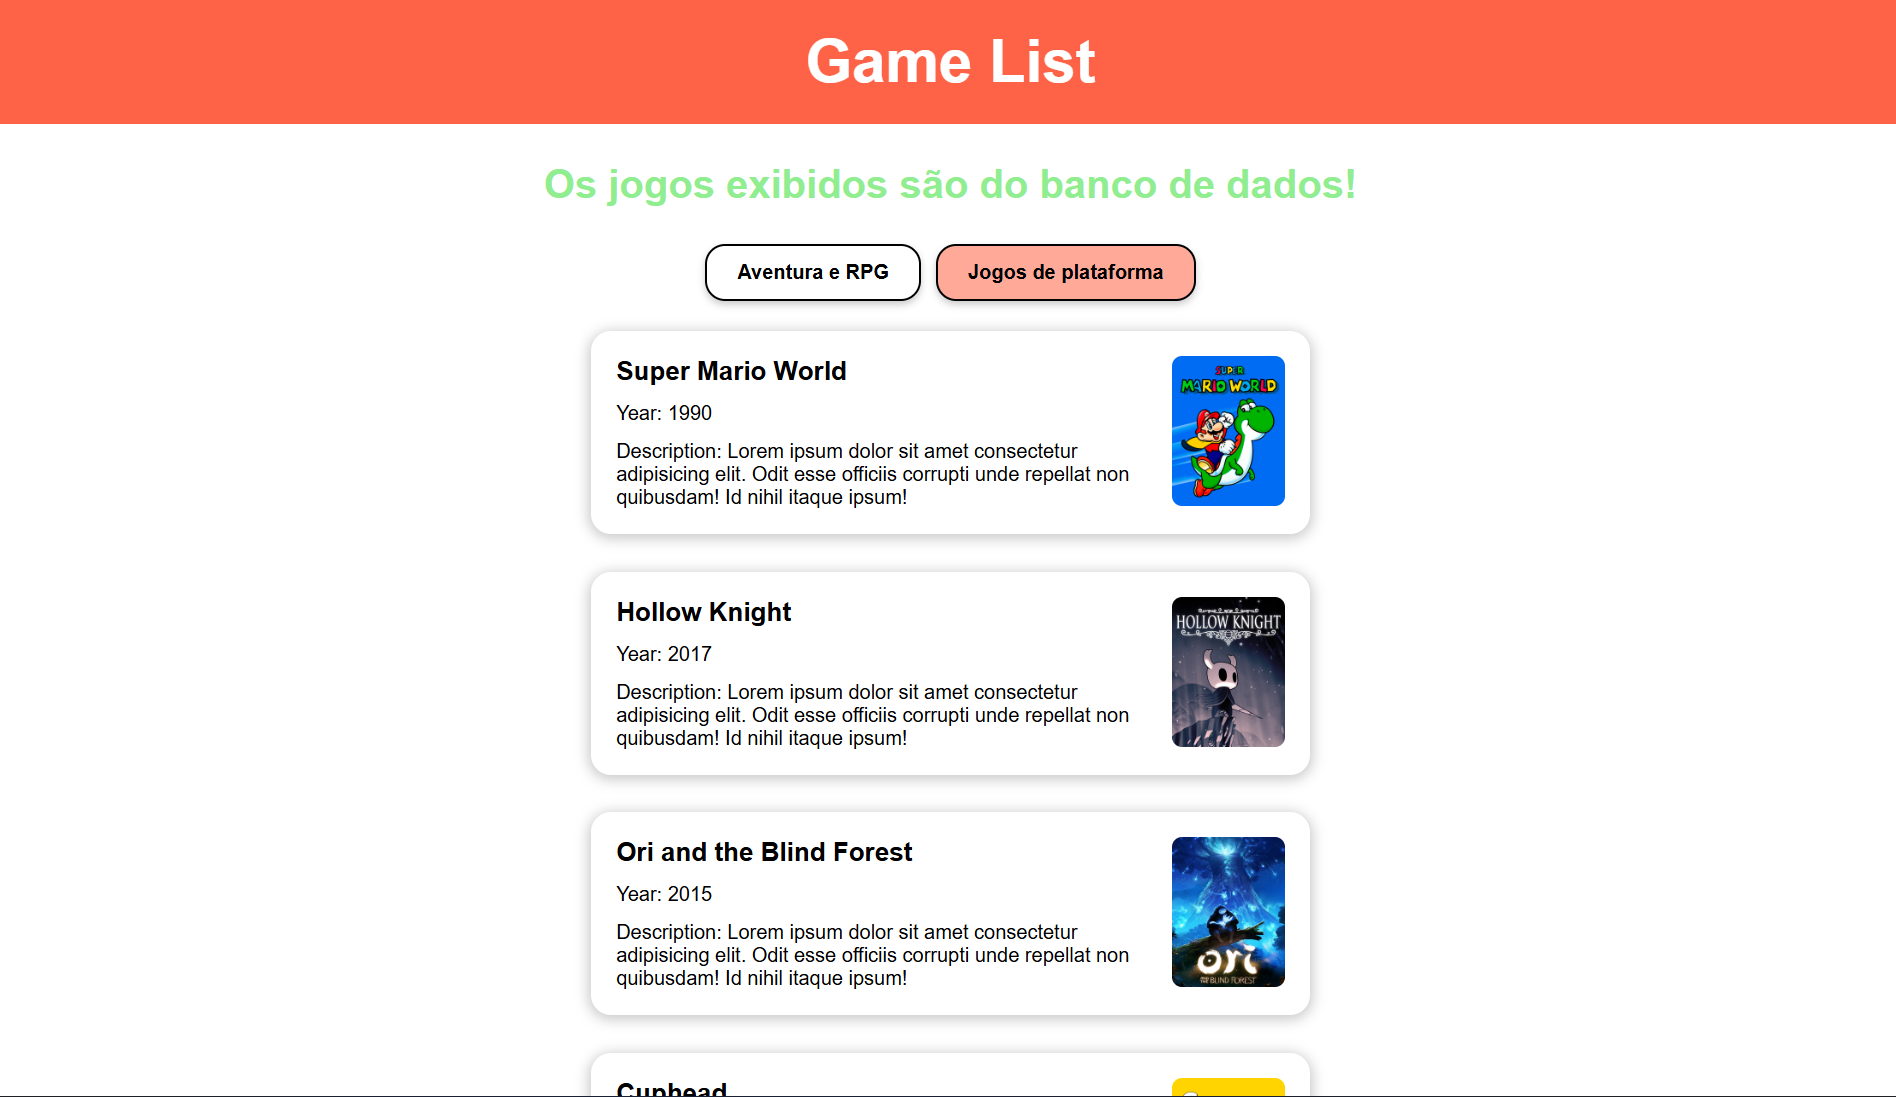 Game List
Os jogos exibidos são do banco de dados!
Aventura e RPG
Jogos de plataforma
Super Mario World
Year: 1990
Description: Lorem ipsum dolor sit amet consectetur
adipisicing elit. Odit esse officiis corrupti unde repellat non
quibusdam! Id nihil itaque ipsum!
SUPER
MARIO WORLD
Hollow Knight
Year: 2017
Description: Lorem ipsum dolor sit amet consectetur
adipisicing elit. Odit esse officiis corrupti unde repellat non
quibusdam! Id nihil itaque ipsum!
HOLLOW KNIGHT
Ori and the Blind Forest
Year: 2015
Description: Lorem ipsum dolor sit amet consectetur
adipisicing elit. Odit esse officiis corrupti unde repellat non
quibusdam! Id nihil itaque ipsum!
ori
AND THE BLIND FOREST
Cuphead